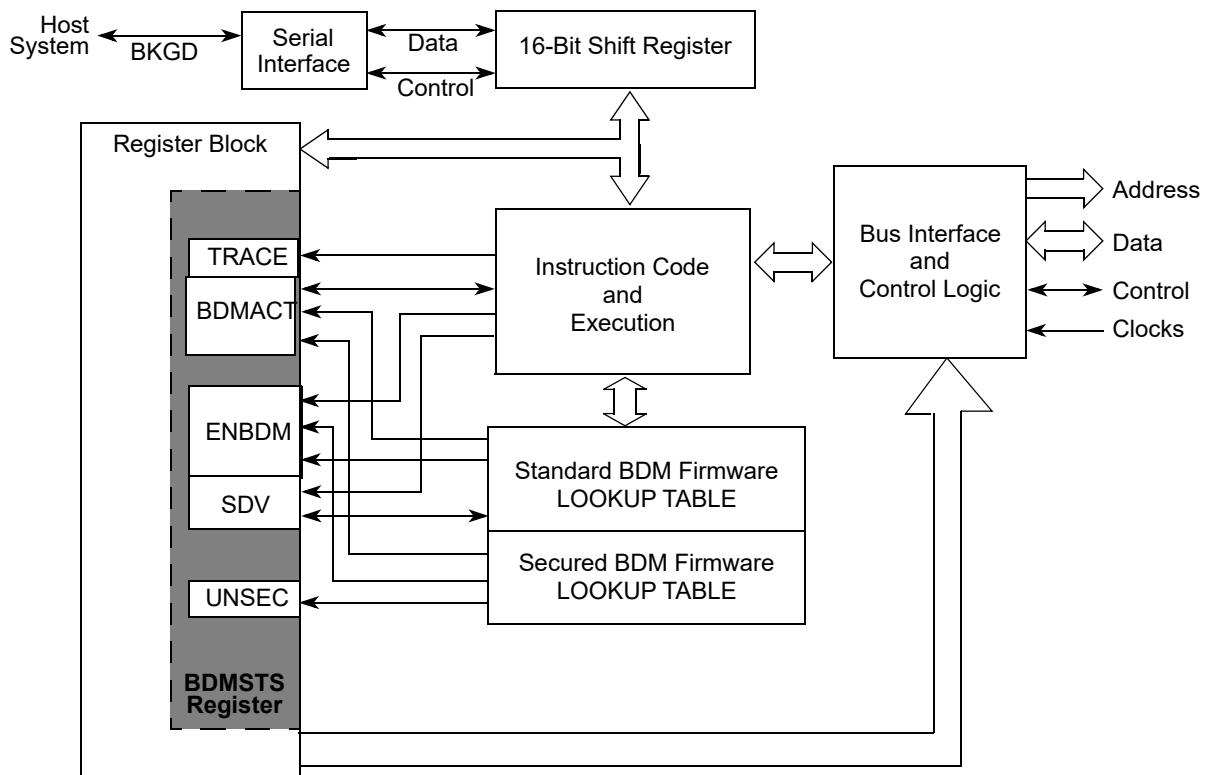 Host
System
BKGD
Serial
Interface
Data
Control
16-Bit Shift Register
Register Block
TRACE
BDMACT
ENBDM
SDV
UNSEC
BDMSTS
Register
Instruction Code
and
Execution
Standard BDM Firmware
LOOKUP TABLE
Secured BDM Firmware
LOOKUP TABLE
Bus Interface
and
Control Logic
Address
Data
Control
Clocks